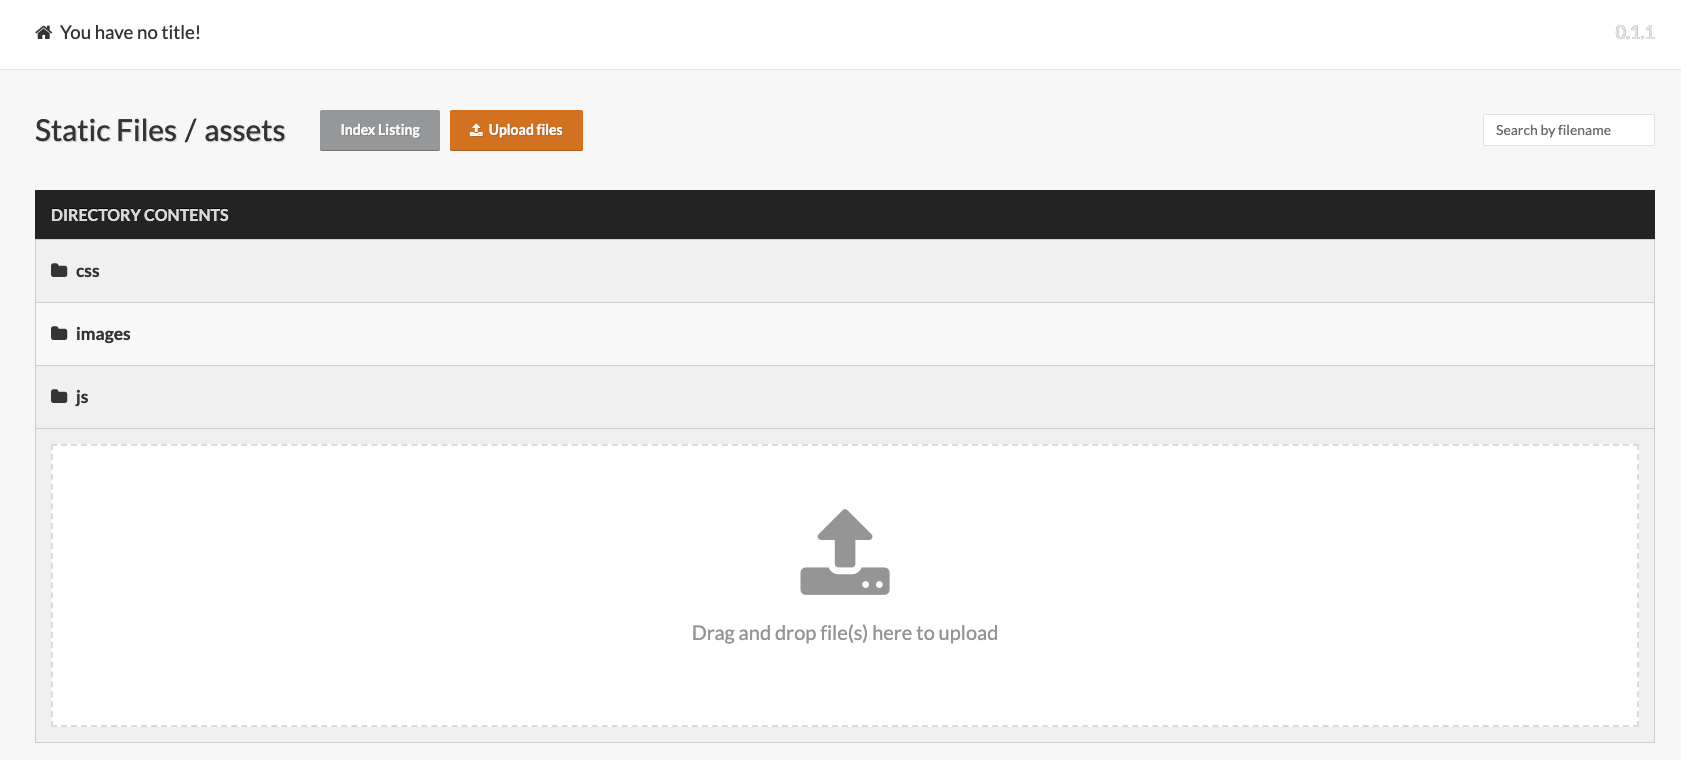 You have no title!
0.1.1
Static Files / assets
Index Listing
Upload files
Search by filename
DIRECTORY CONTENTS
css
images
js
Drag and drop file(s) here to upload